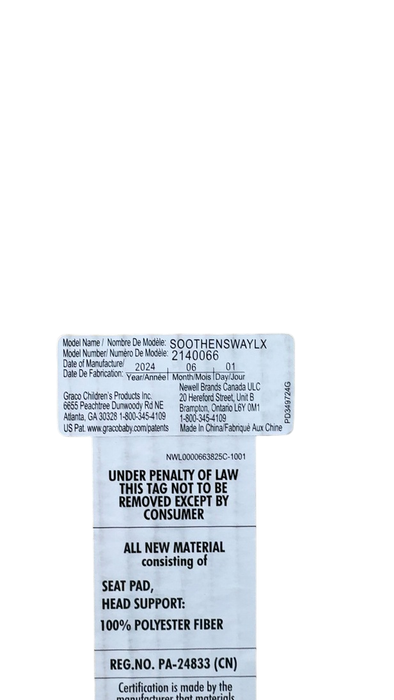 Model Name / Nombre De Modèle: SOOTHENSWAYLX
Model Number/ Numéro De Modèle: 2140066
Date of Manufacture/ 2024 06 01
Date De Fabrication: Year/Année Month/Mois Day/Jour
Newell Brands Canada ULC
Graco Children's Products Inc. 20 Hereford Street, Unit B
6655 Peachtree Dunwoody Rd NE Brampton, Ontario L6Y 0M1
Atlanta, GA 30328 1-800-345-4109 1-800-345-4109
US Pat. www.gracobaby.com/patents Made In China/Fabriqué Aux Chine
PD349724G
NWL0000663825C-1001
UNDER PENALTY OF LAW
THIS TAG NOT TO BE
REMOVED EXCEPT BY
CONSUMER
ALL NEW MATERIAL
consisting of
SEAT PAD,
HEAD SUPPORT:
100% POLYESTER FIBER
REG.NO. PA-24833 (CN)
Certification is made by the
manufacturer that materials